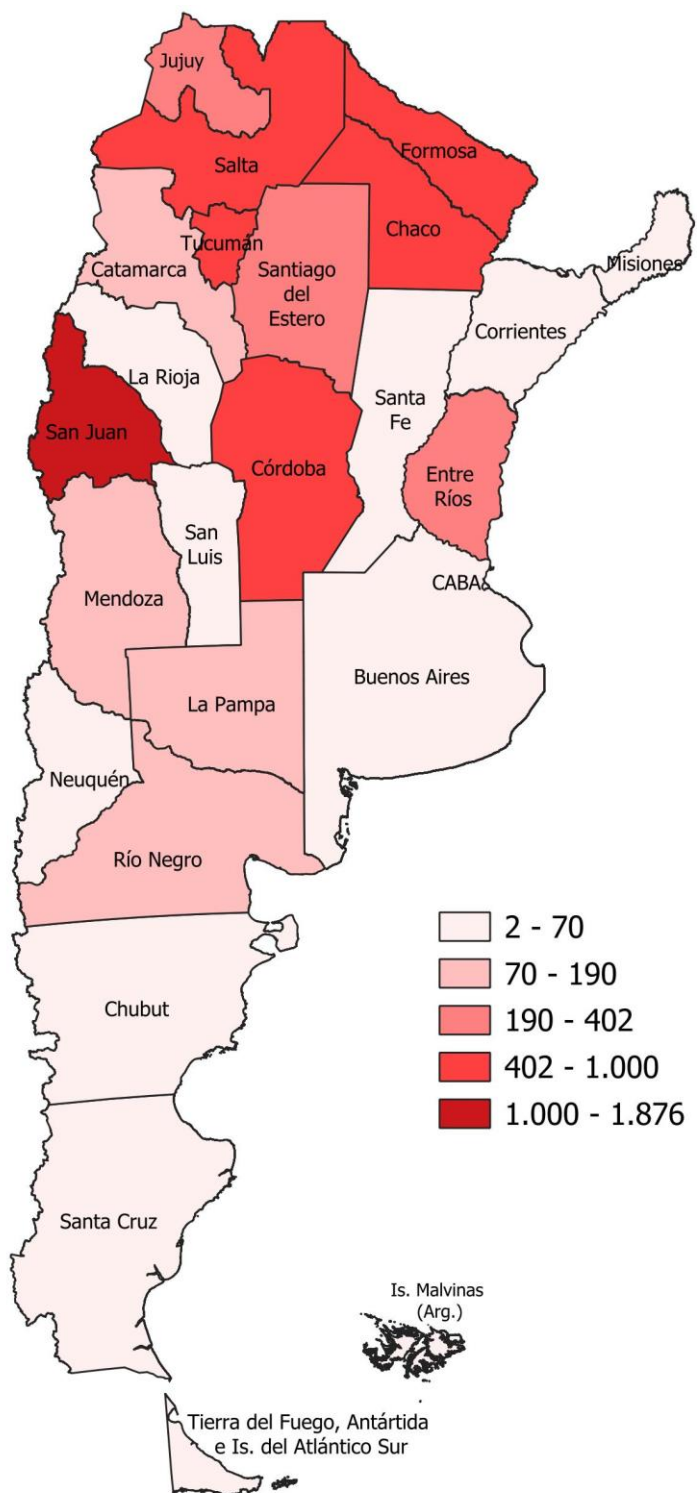 Jujuy
Salta
Formosa
Chaco
Tucumán
Catamarca
Santiago
del
Estero
Misiones
Corrientes
La Rioja
Santa
Fe
San Juan
Córdoba
Entre
Ríos
San
Luis
Mendoza
CABA
Buenos Aires
La Pampa
Neuquén
Río Negro
2 - 70
70 - 190
190 - 402
402 - 1.000
1.000 - 1.876
Chubut
Santa Cruz
Is. Malvinas
(Arg.)
Tierra del Fuego, Antártida
e Is. del Atlántico Sur